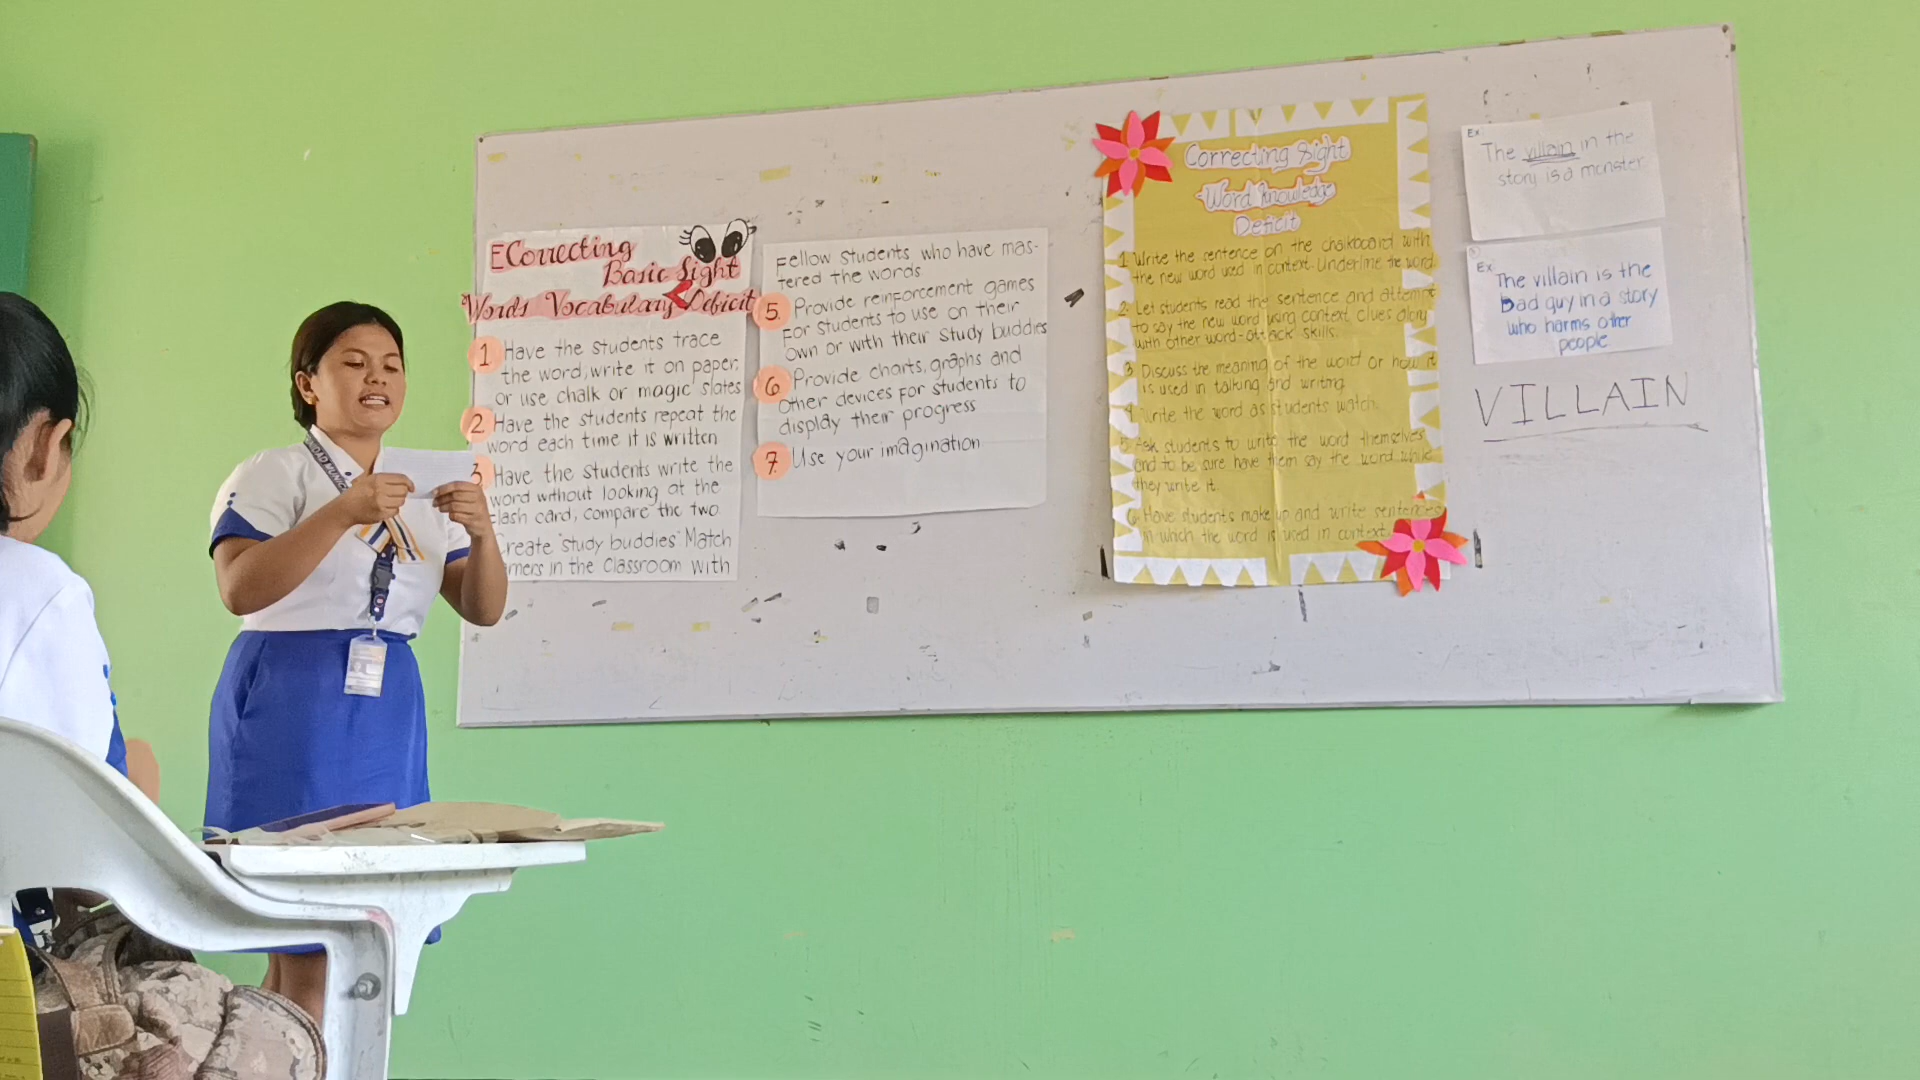 ECorrecting
Basic Sight
Words Vocabulary Deficit
1 Have the students trace
the word, write it on paper,
or use chalk or magic slates
2 Have the students repeat the
word each time it is written
3 Have the students write the
word without looking at the
flash card, compare the two.
Create "study buddies" Match
in the classroom with
Fellow students who have mas-
tered the words
5. Provide reinforcement games
For students to use on their
own or with their study buddies
6 Provide charts, graphs and
other devices for students to
display their progress
7. Use your imagination
Correcting Sight
Word Knowledge
Deficit
1. Write the sentence on the chalkboard with
the new word used in context. Underline the word
2. Let students read the sentence and attempt
to say the new word using context clues along
with other word-attack skills.
3. Discuss the meaning of the word or how it
is used in talking and writing
4. Write the word as students watch.
5. Ask students to write the word themselves
and to be sure have them say the word while
they write it.
6. Have students make up and write sentences
in which the word is used in context.
Ex.
The villain in the
story is a monster
Ex.
The villain is the
bad guy in a story
who harms other
people
VILLAIN